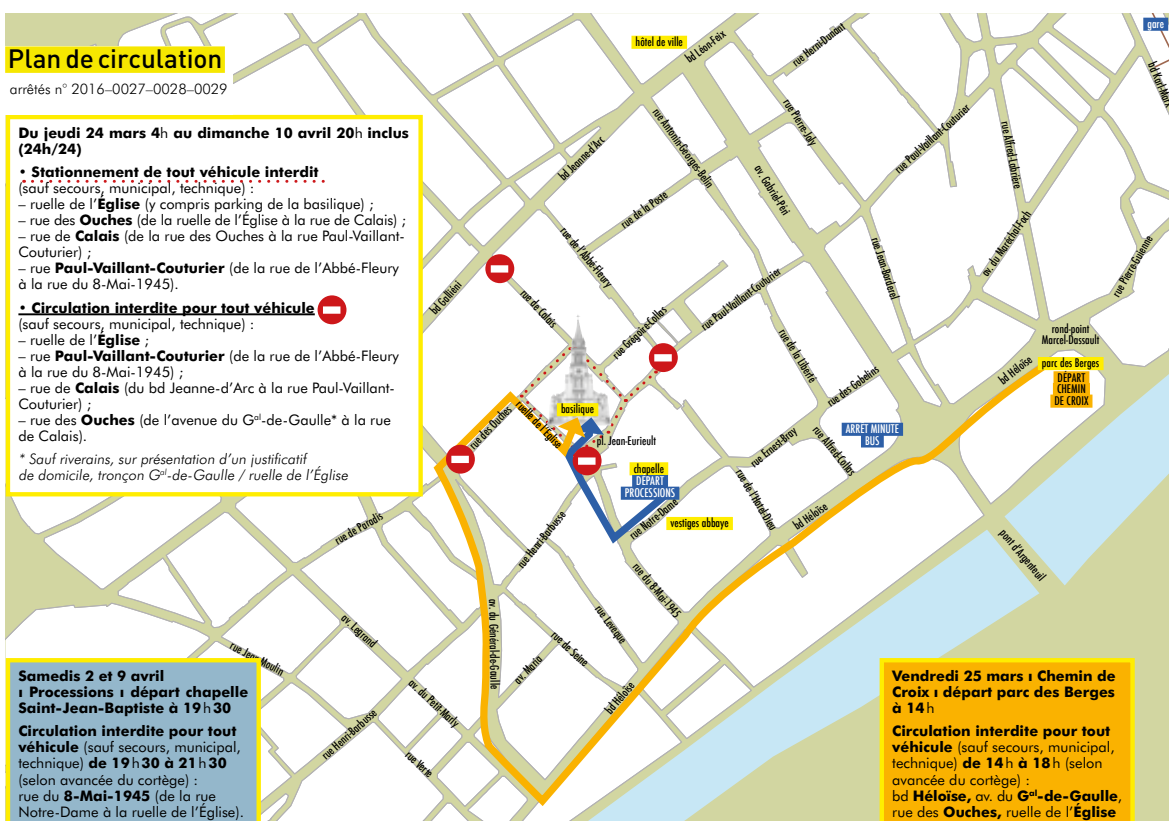 Plan de circulation
arrêtés n° 2016–0027–0028–0029
Du jeudi 24 mars 4h au dimanche 10 avril 20h inclus
(24h/24)
• Stationnement de tout véhicule interdit
(sauf secours, municipal, technique) :
– ruelle de l'Église (y compris parking de la basilique) ;
– rue des Ouches (de la ruelle de l'Église à la rue de Calais) ;
– rue de Calais (de la rue des Ouches à la rue Paul-Vaillant-
Couturier) ;
– rue Paul-Vaillant-Couturier (de la rue de l'Abbé-Fleury
à la rue du 8-Mai-1945).
• Circulation interdite pour tout véhicule
(sauf secours, municipal, technique) :
– ruelle de l'Église ;
– rue Paul-Vaillant-Couturier (de la rue de l'Abbé-Fleury
à la rue du 8-Mai-1945) ;
– rue de Calais (du bd Jeanne-d'Arc à la rue Paul-Vaillant-
Couturier) ;
– rue des Ouches (de l'avenue du Gal-de-Gaulle* à la rue
de Calais).
* Sauf riverains, sur présentation d'un justificatif
de domicile, tronçon Gal-de-Gaulle / ruelle de l'Église
gare
hôtel de ville
bd Léon-Feix
rue Henri-Dunant
bd Karl-Marx
rue Antonin-Georges-Belin
rue Pierre-Joly
rue Paul-Vaillant-Couturier
rue Alfred-Labrière
bd Jeanne-d'Arc
av. Gabriel-Péri
rue de la Poste
rue de l'Abbé-Fleury
av. du Maréchal-Foch
rue Jean-Borderel
rue Pierre-Guienne
bd Galliéni
rue de Calais
rue Paul-Vaillant-Couturier
rue Grégoire-Collas
rue de la Liberté
rond-point
Marcel-Dassault
bd Héloïse
parc des Berges
DÉPART
CHEMIN
DE CROIX
rue des Gobelins
basilique
rue des Ouches
ruelle de l'Église
pl. Jean-Eurieult
ARRET MINUTE
BUS
rue Ernest-Bray
rue Alfred-Collas
chapelle
DÉPART
PROCESSIONS
rue de l'Hotel-Dieu
rue Notre-Dame
vestiges abbaye
bd Héloïse
rue de Paradis
rue Henri-Barbusse
pont d'Argenteuil
rue du 8-Mai-1945
av. du Général-de-Gaulle
rue Leveque
av. Legrand
rue de Seine
av. Maria
rue Jean-Moulin
bd Héloïse
av. du Petit-Marly
rue Henri-Barbusse
rue Verte
Samedis 2 et 9 avril
ı Processions ı départ chapelle
Saint-Jean-Baptiste à 19h30
Circulation interdite pour tout
véhicule (sauf secours, municipal,
technique) de 19h30 à 21h30
(selon avancée du cortège) :
rue du 8-Mai-1945 (de la rue
Notre-Dame à la ruelle de l'Église).
Vendredi 25 mars ı Chemin de
Croix ı départ parc des Berges
à 14h
Circulation interdite pour tout
véhicule (sauf secours, municipal,
technique) de 14h à 18h (selon
avancée du cortège) :
bd Héloïse, av. du Gal-de-Gaulle,
rue des Ouches, ruelle de l'Église